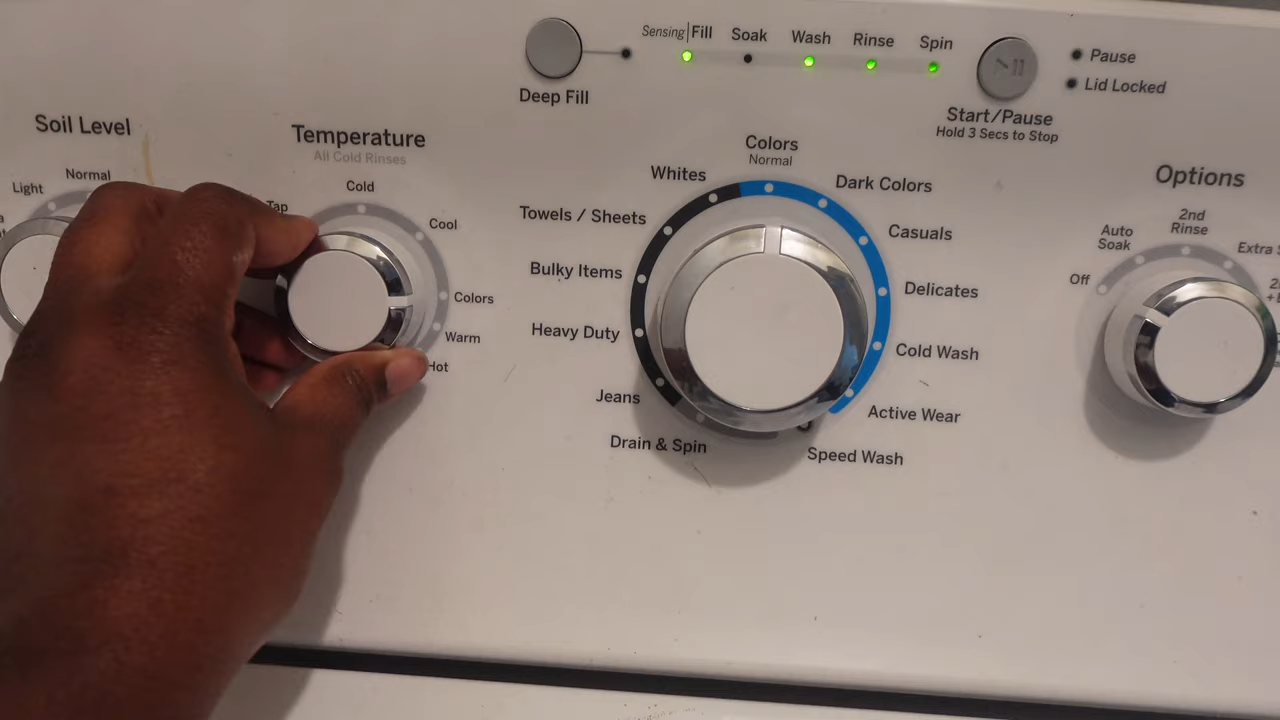 Sensing Fill
Soak
Wash
Rinse
Spin
Deep Fill
Pause
Lid Locked
Start/Pause
Hold 3 Secs to Stop
Soil Level
Light
Normal
Temperature
All Cold Rinses
Tap
Cold
Cool
Colors
Warm
Hot
Colors
Normal
Whites
Towels / Sheets
Bulky Items
Heavy Duty
Jeans
Drain & Spin
Dark Colors
Casuals
Delicates
Cold Wash
Active Wear
Speed Wash
Options
Off
Auto
Soak
2nd
Rinse
Extra